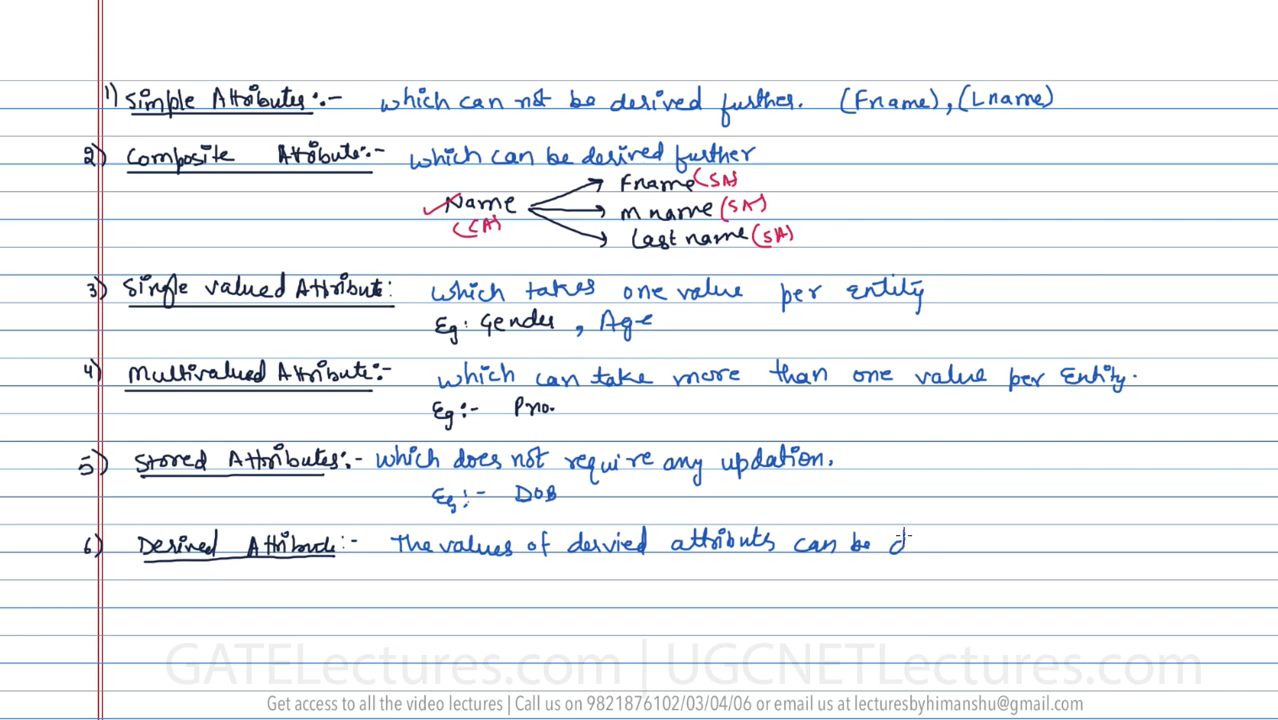 1) Simple Attributes:- which can not be desired further. (Fname), (Lname)
2) Composite Attribute:- which can be desired further
Fname (SA)
Name
m name (SA)
(CA)
Last name (SA)
3) Single valued Attribute: which takes one value per Entity
Eg: Gender, Age
4) Multivalued Attribute:- which can take more than one value per Entity.
Eg:- Pno.
5) Stored Attributes:- which does not require any updation.
Eg:- DOB
6) Derived Attribute:- The values of dervied attributs can be d
GATELectures.com | UGCNETLectures.com
Get access to all the video lectures | Call us on 9821876102/03/04/06 or email us at lecturesbyhimanshu@gmail.com